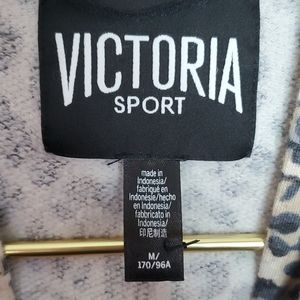 VICTORIA
SPORT
made in
Indonesia/
fabriqué en
Indonésie/hecho
en Indonesia/
fabbricato in
Indonesia/
印尼制造
M/
170/96A